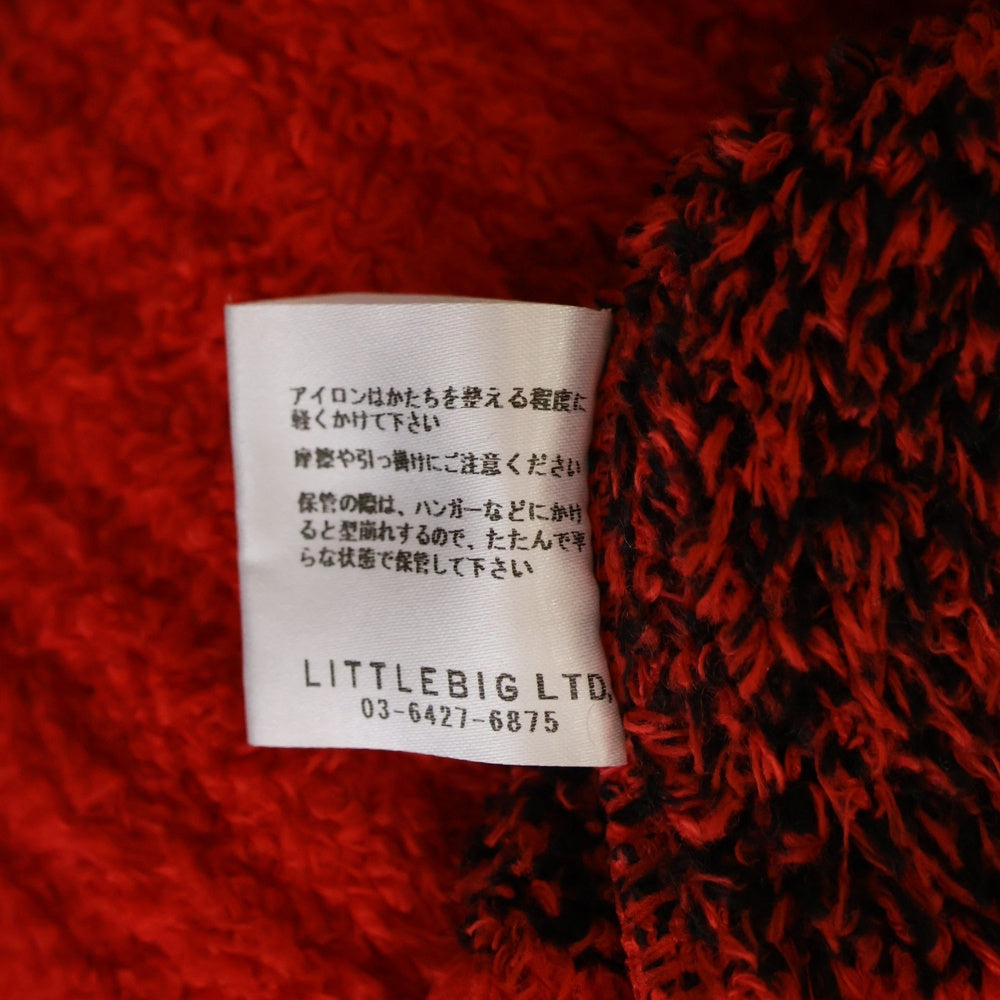 アイロンはかたちを整える程度に
軽くかけて下さい
摩擦や引っ掛けにご注意ください
保管の際は、ハンガーなどにかけ
ると型崩れするので、たたんで平
らな状態で保管して下さい
LITTLEBIG LTD,
03-6427-6875